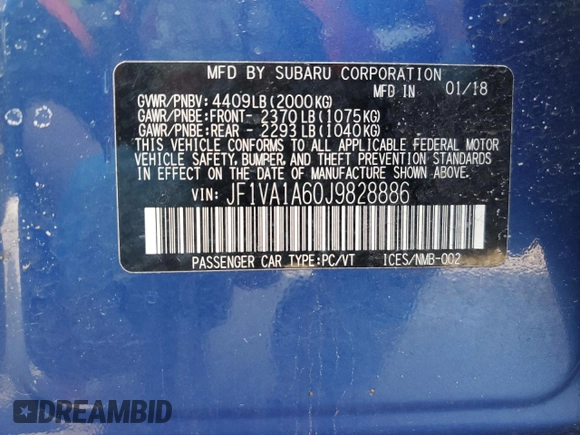 MFD BY SUBARU CORPORATION
MFD IN 01/18
GVWR/PNBV: 4409LB(2000KG)
GAWR/PNBE:FRONT- 2370LB(1075KG)
GAWR/PNBE:REAR - 2293LB(1040KG)
THIS VEHICLE CONFORMS TO ALL APPLICABLE FEDERAL MOTOR
VEHICLE SAFETY, BUMPER, AND THEFT PREVENTION STANDARDS
IN EFFECT ON THE DATE OF MANUFACTURE SHOWN ABOVE.
VIN: JF1VA1A60J9828886
PASSENGER CAR TYPE:PC/VT ICES/NMB-002
DREAMBID